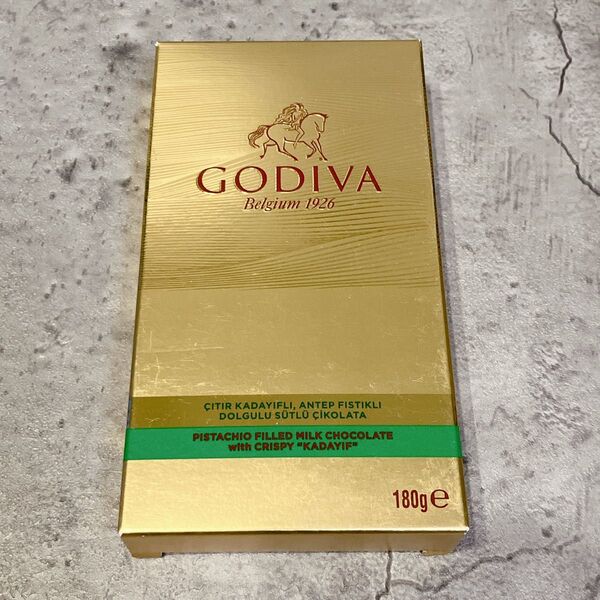 GODIVA
Belgium 1926
ÇITIR KADAYIFLI, ANTEP FISTIKLI
DOLGULU SÜTLÜ ÇİKOLATA
PISTACHIO FILLED MILK CHOCOLATE
with CRISPY "KADAYIF"
180g℮